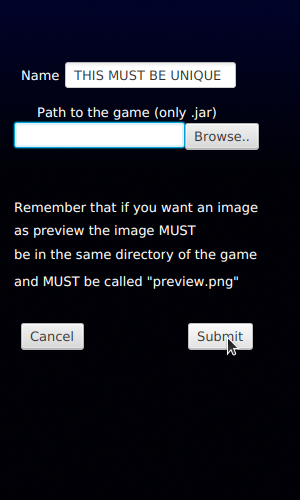 Name THIS MUST BE UNIQUE
Path to the game (only .jar)
Browse..
Remember that if you want an image
as preview the image MUST
be in the same directory of the game
and MUST be called "preview.png"
Cancel Submit